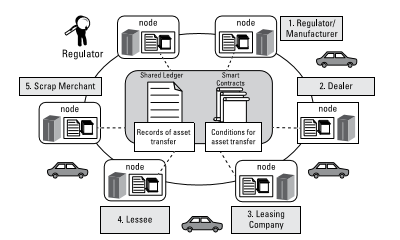 node
node
1. Regulator/
Manufacturer
Regulator
Shared Ledger
Smart
Contracts
5. Scrap Merchant
2. Dealer
node
node
Records of asset
transfer
Conditions for
asset transfer
node
node
4. Lessee
3. Leasing
Company